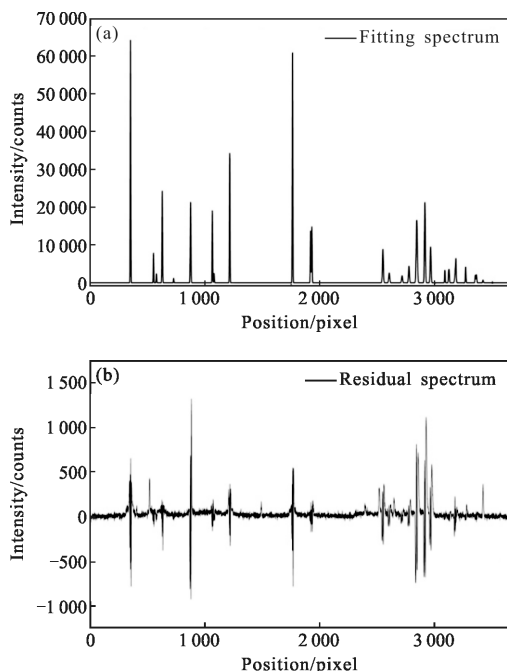 (a)
Fitting spectrum
70 000
60 000
50 000
40 000
30 000
20 000
10 000
0
Intensity/counts
0 1 000 2 000 3 000
Position/pixel
(b)
Residual spectrum
1 500
1 000
500
0
−500
−1 000
Intensity/counts
0 1 000 2 000 3 000
Position/pixel